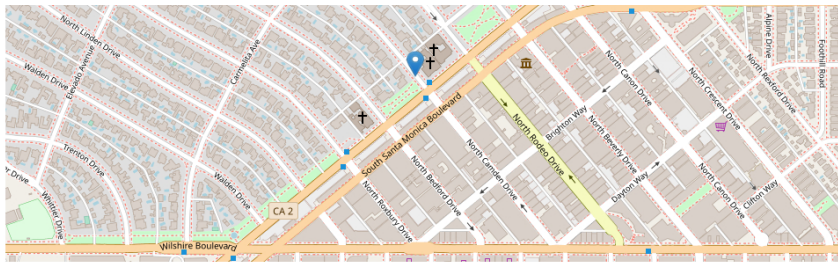 North Linden Drive
Walden Drive
Elevado Avenue
Carmelita Ave
Trenton Drive
Whittier Drive
Walden Drive
CA 2
Wilshire Boulevard
South Santa Monica Boulevard
North Roxbury Drive
North Bedford Drive
North Camden Drive
North Rodeo Drive
Brighton Way
North Beverly Drive
Dayton Way
North Canon Drive
North Canon Drive
Clifton Way
North Crescent Drive
North Rexford Drive
Alpine Drive
Foothill Road